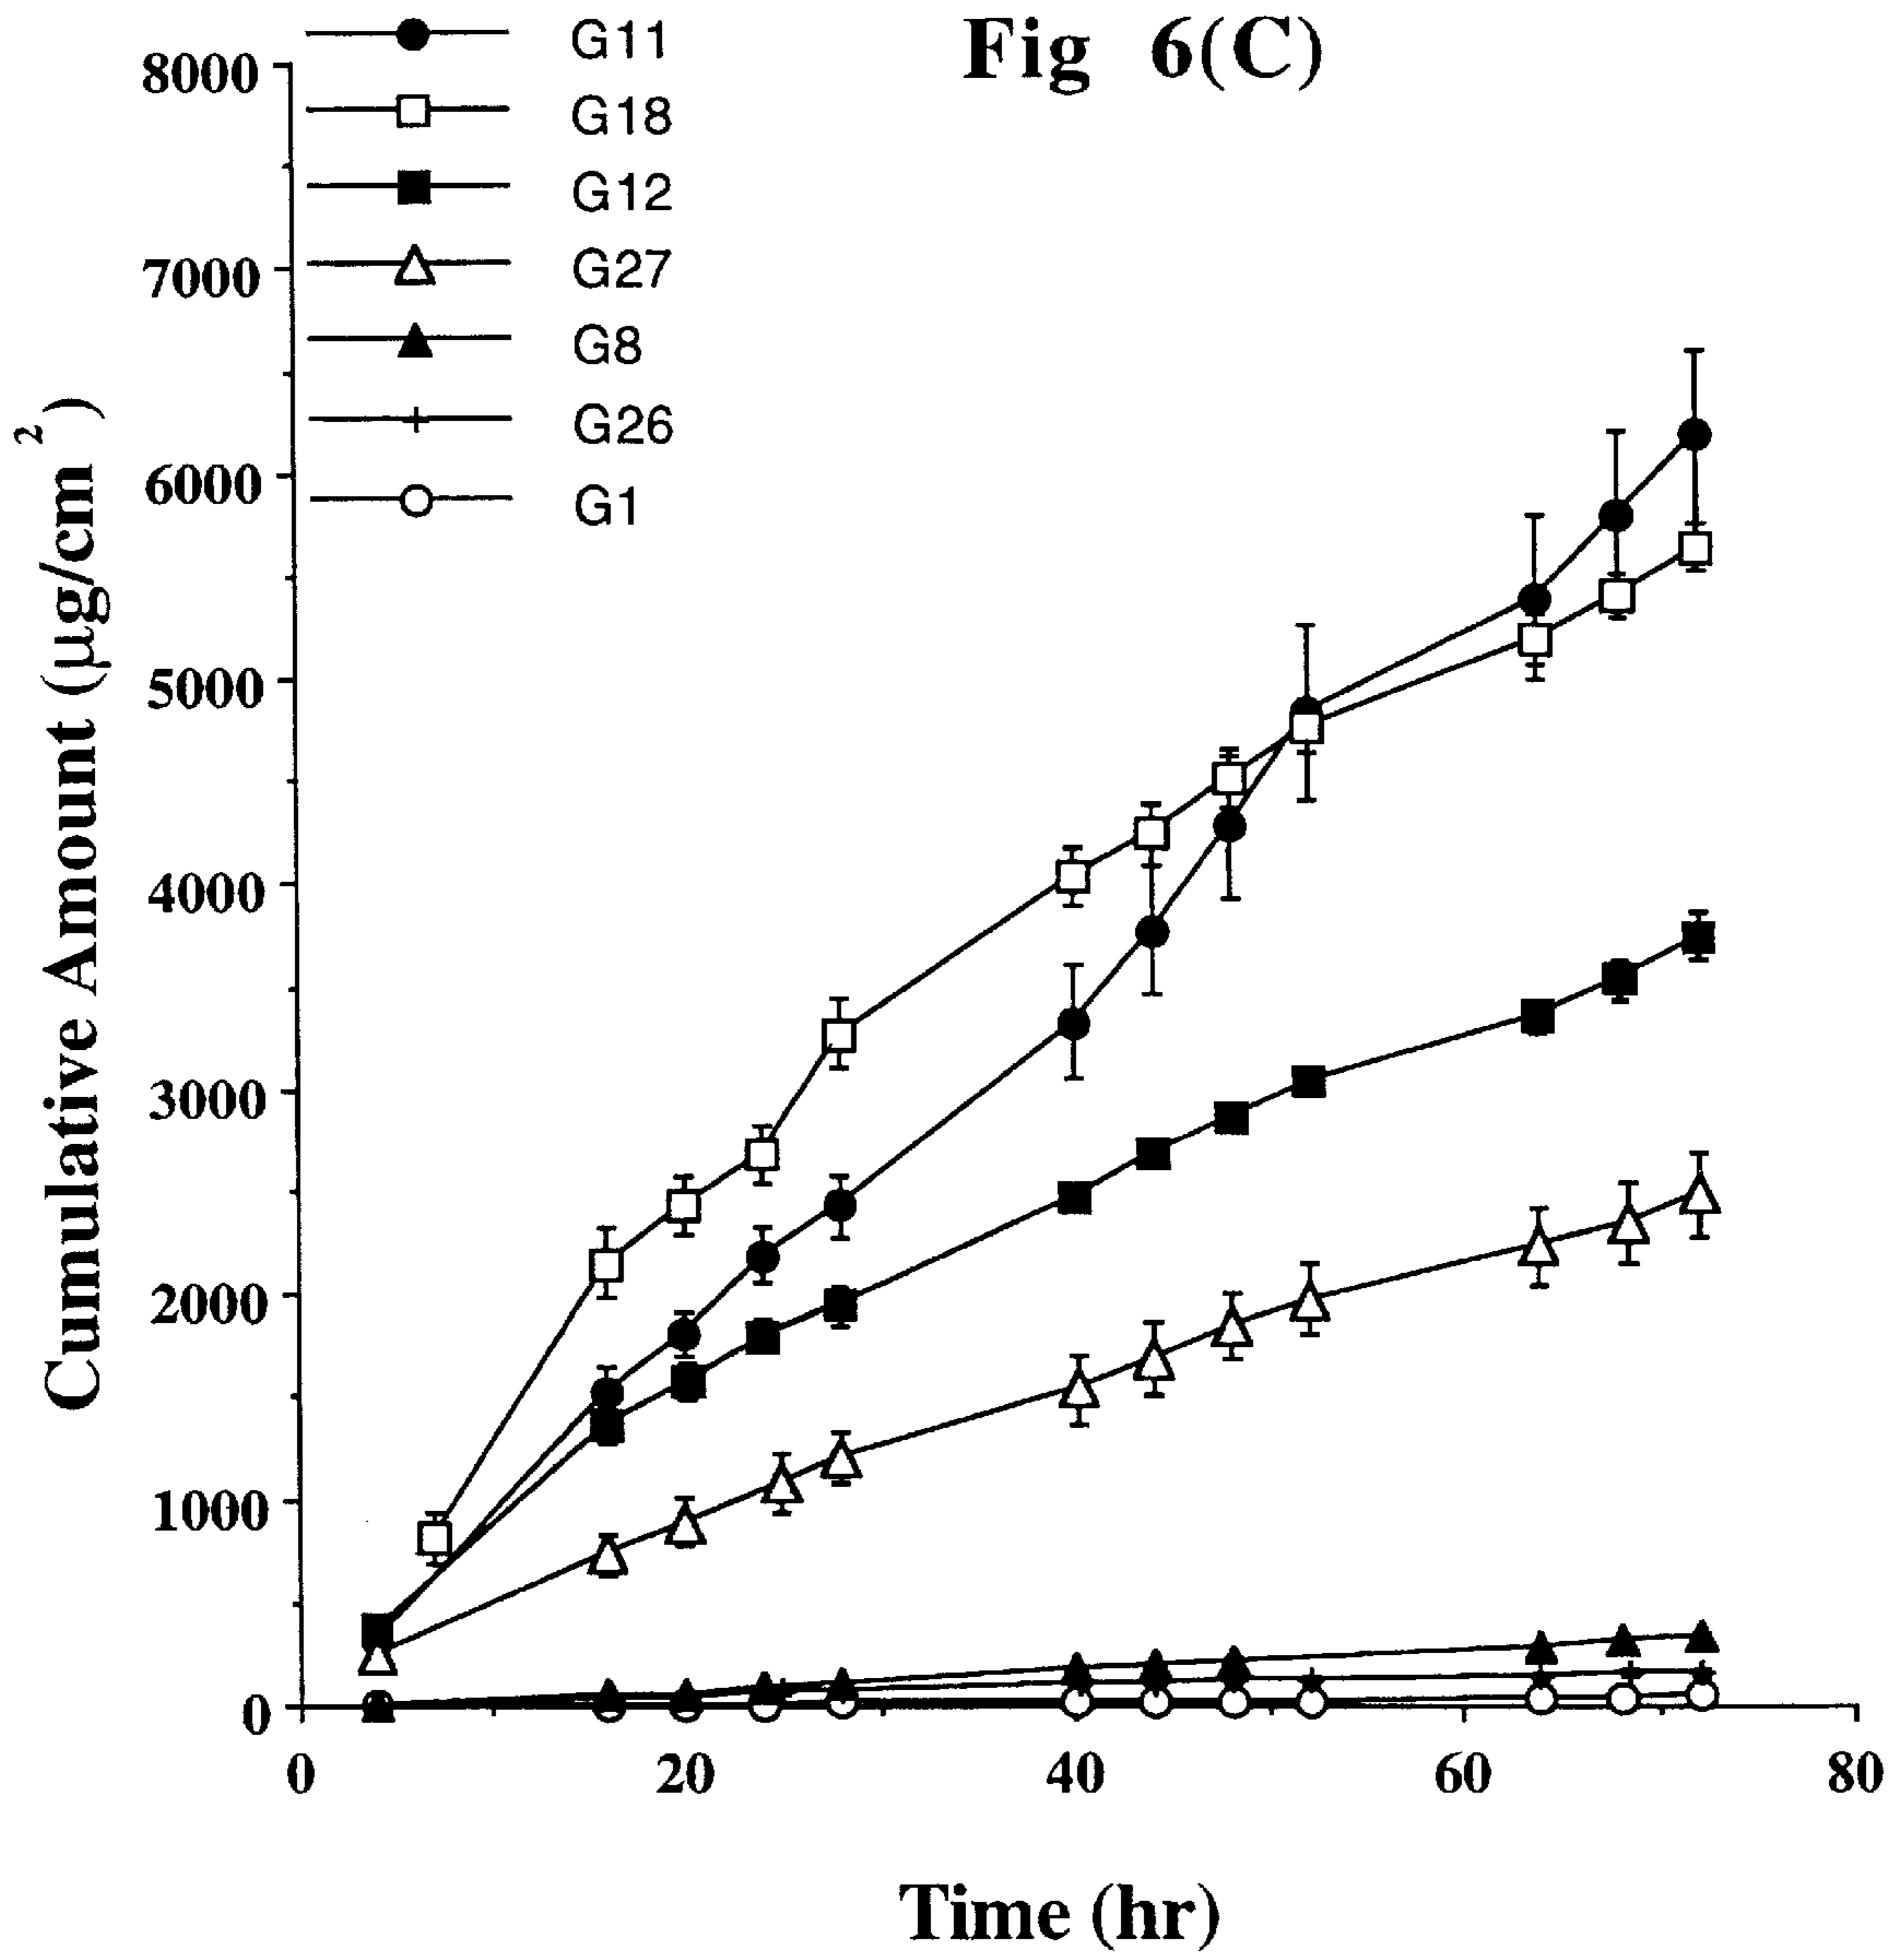 Fig 6(C)
G11
G18
G12
G27
G8
G26
G1
8000
7000
6000
5000
4000
3000
2000
1000
0
Cumulative Amount (µg/cm²)
0 20 40 60 80
Time (hr)